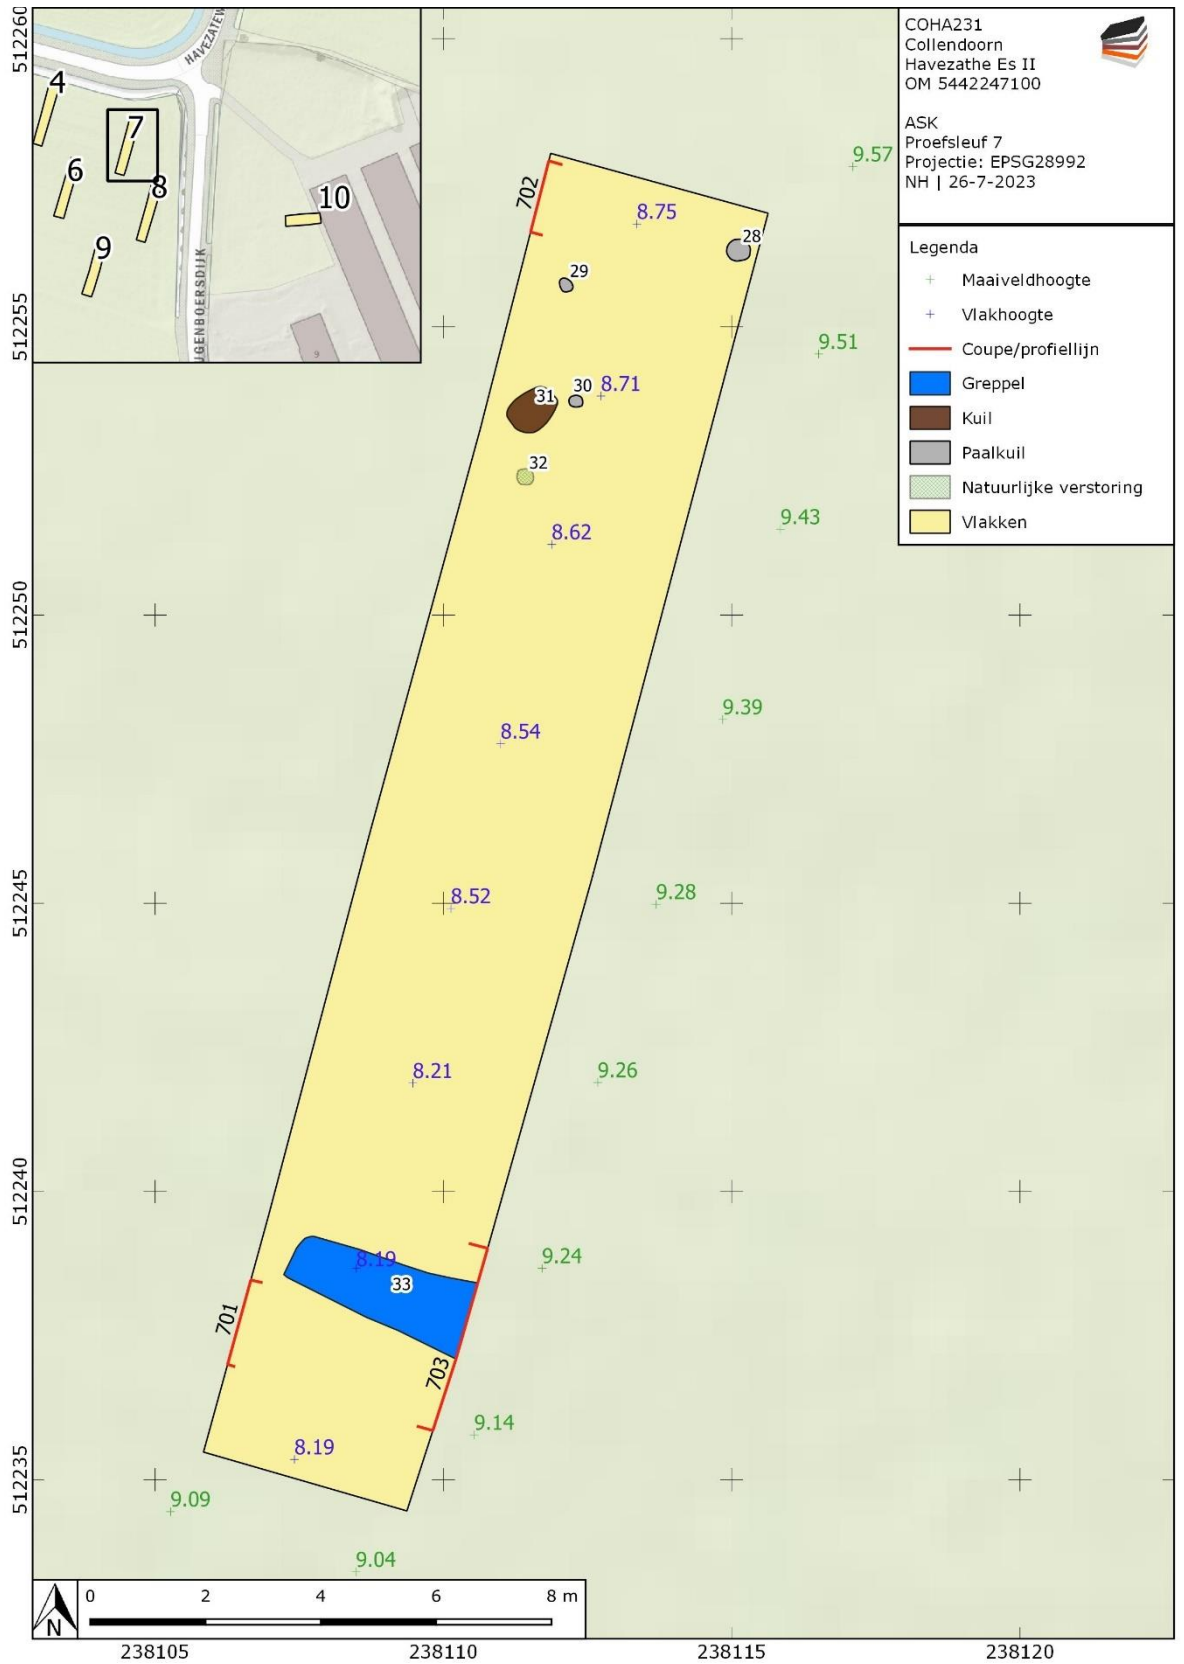 COHA231
Collendoorn
Havezathe Es II
OM 5442247100
ASK
Proefsleuf 7
Projectie: EPSG28992
NH | 26-7-2023
Legenda
Maaiveldhoogte
Vlakhoogte
Coupe/profiellijn
Greppel
Kuil
Paalkuil
Natuurlijke verstoring
Vlakken
HAVEZATEW
4
7
6
8
10
9
JGENBOERSDIJK
9
512260
512255
512250
512245
512240
512235
9.57
702
8.75
28
29
9.51
30
8.71
31
32
9.43
8.62
9.39
8.54
9.28
8.52
9.26
8.21
9.24
8.19
33
701
703
9.14
8.19
9.09
9.04
N
0 2 4 6 8 m
238105 238110 238115 238120